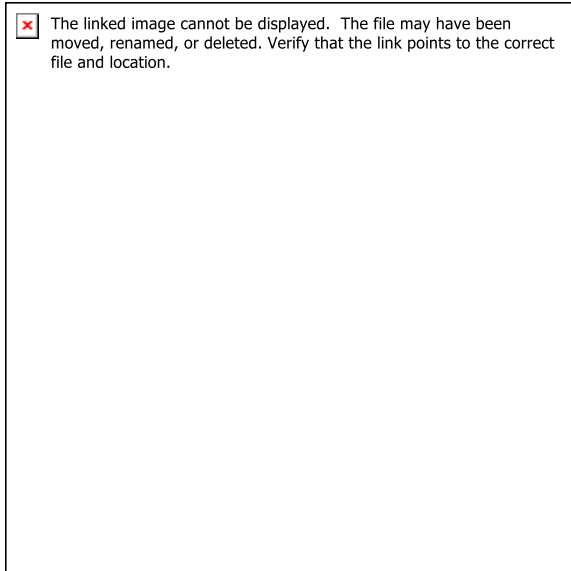 The linked image cannot be displayed.  The file may have been
moved, renamed, or deleted. Verify that the link points to the correct
file and location.